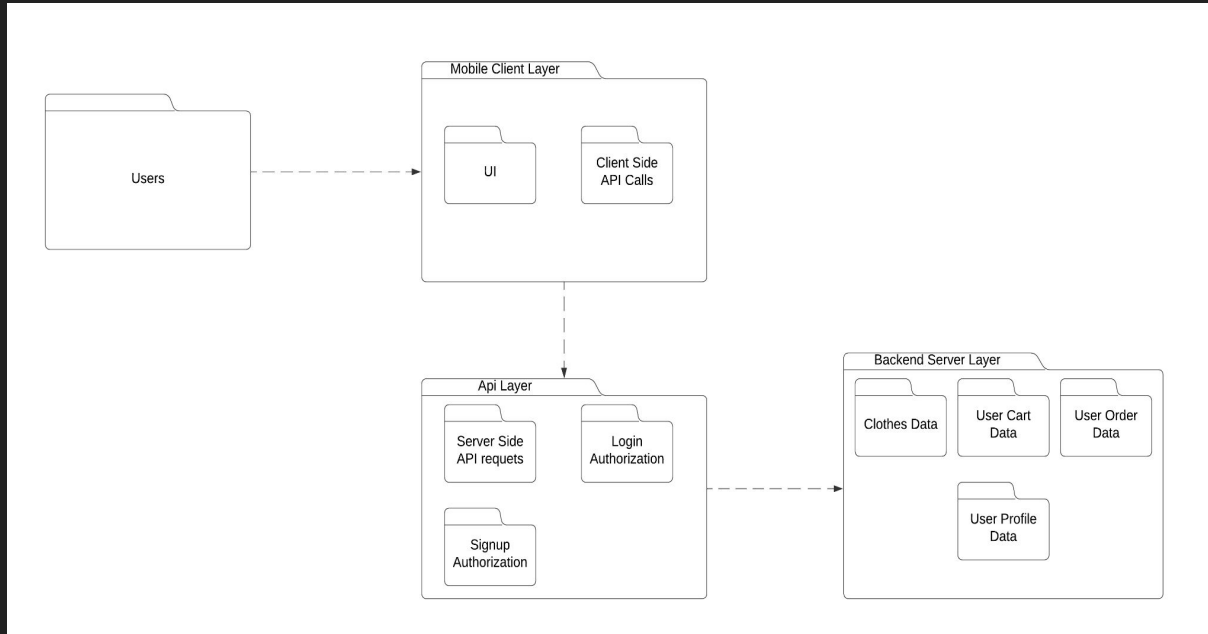 Mobile Client Layer
Users
UI
Client Side
API Calls
Api Layer
Server Side
API requets
Login
Authorization
Signup
Authorization
Backend Server Layer
Clothes Data
User Cart
Data
User Order
Data
User Profile
Data